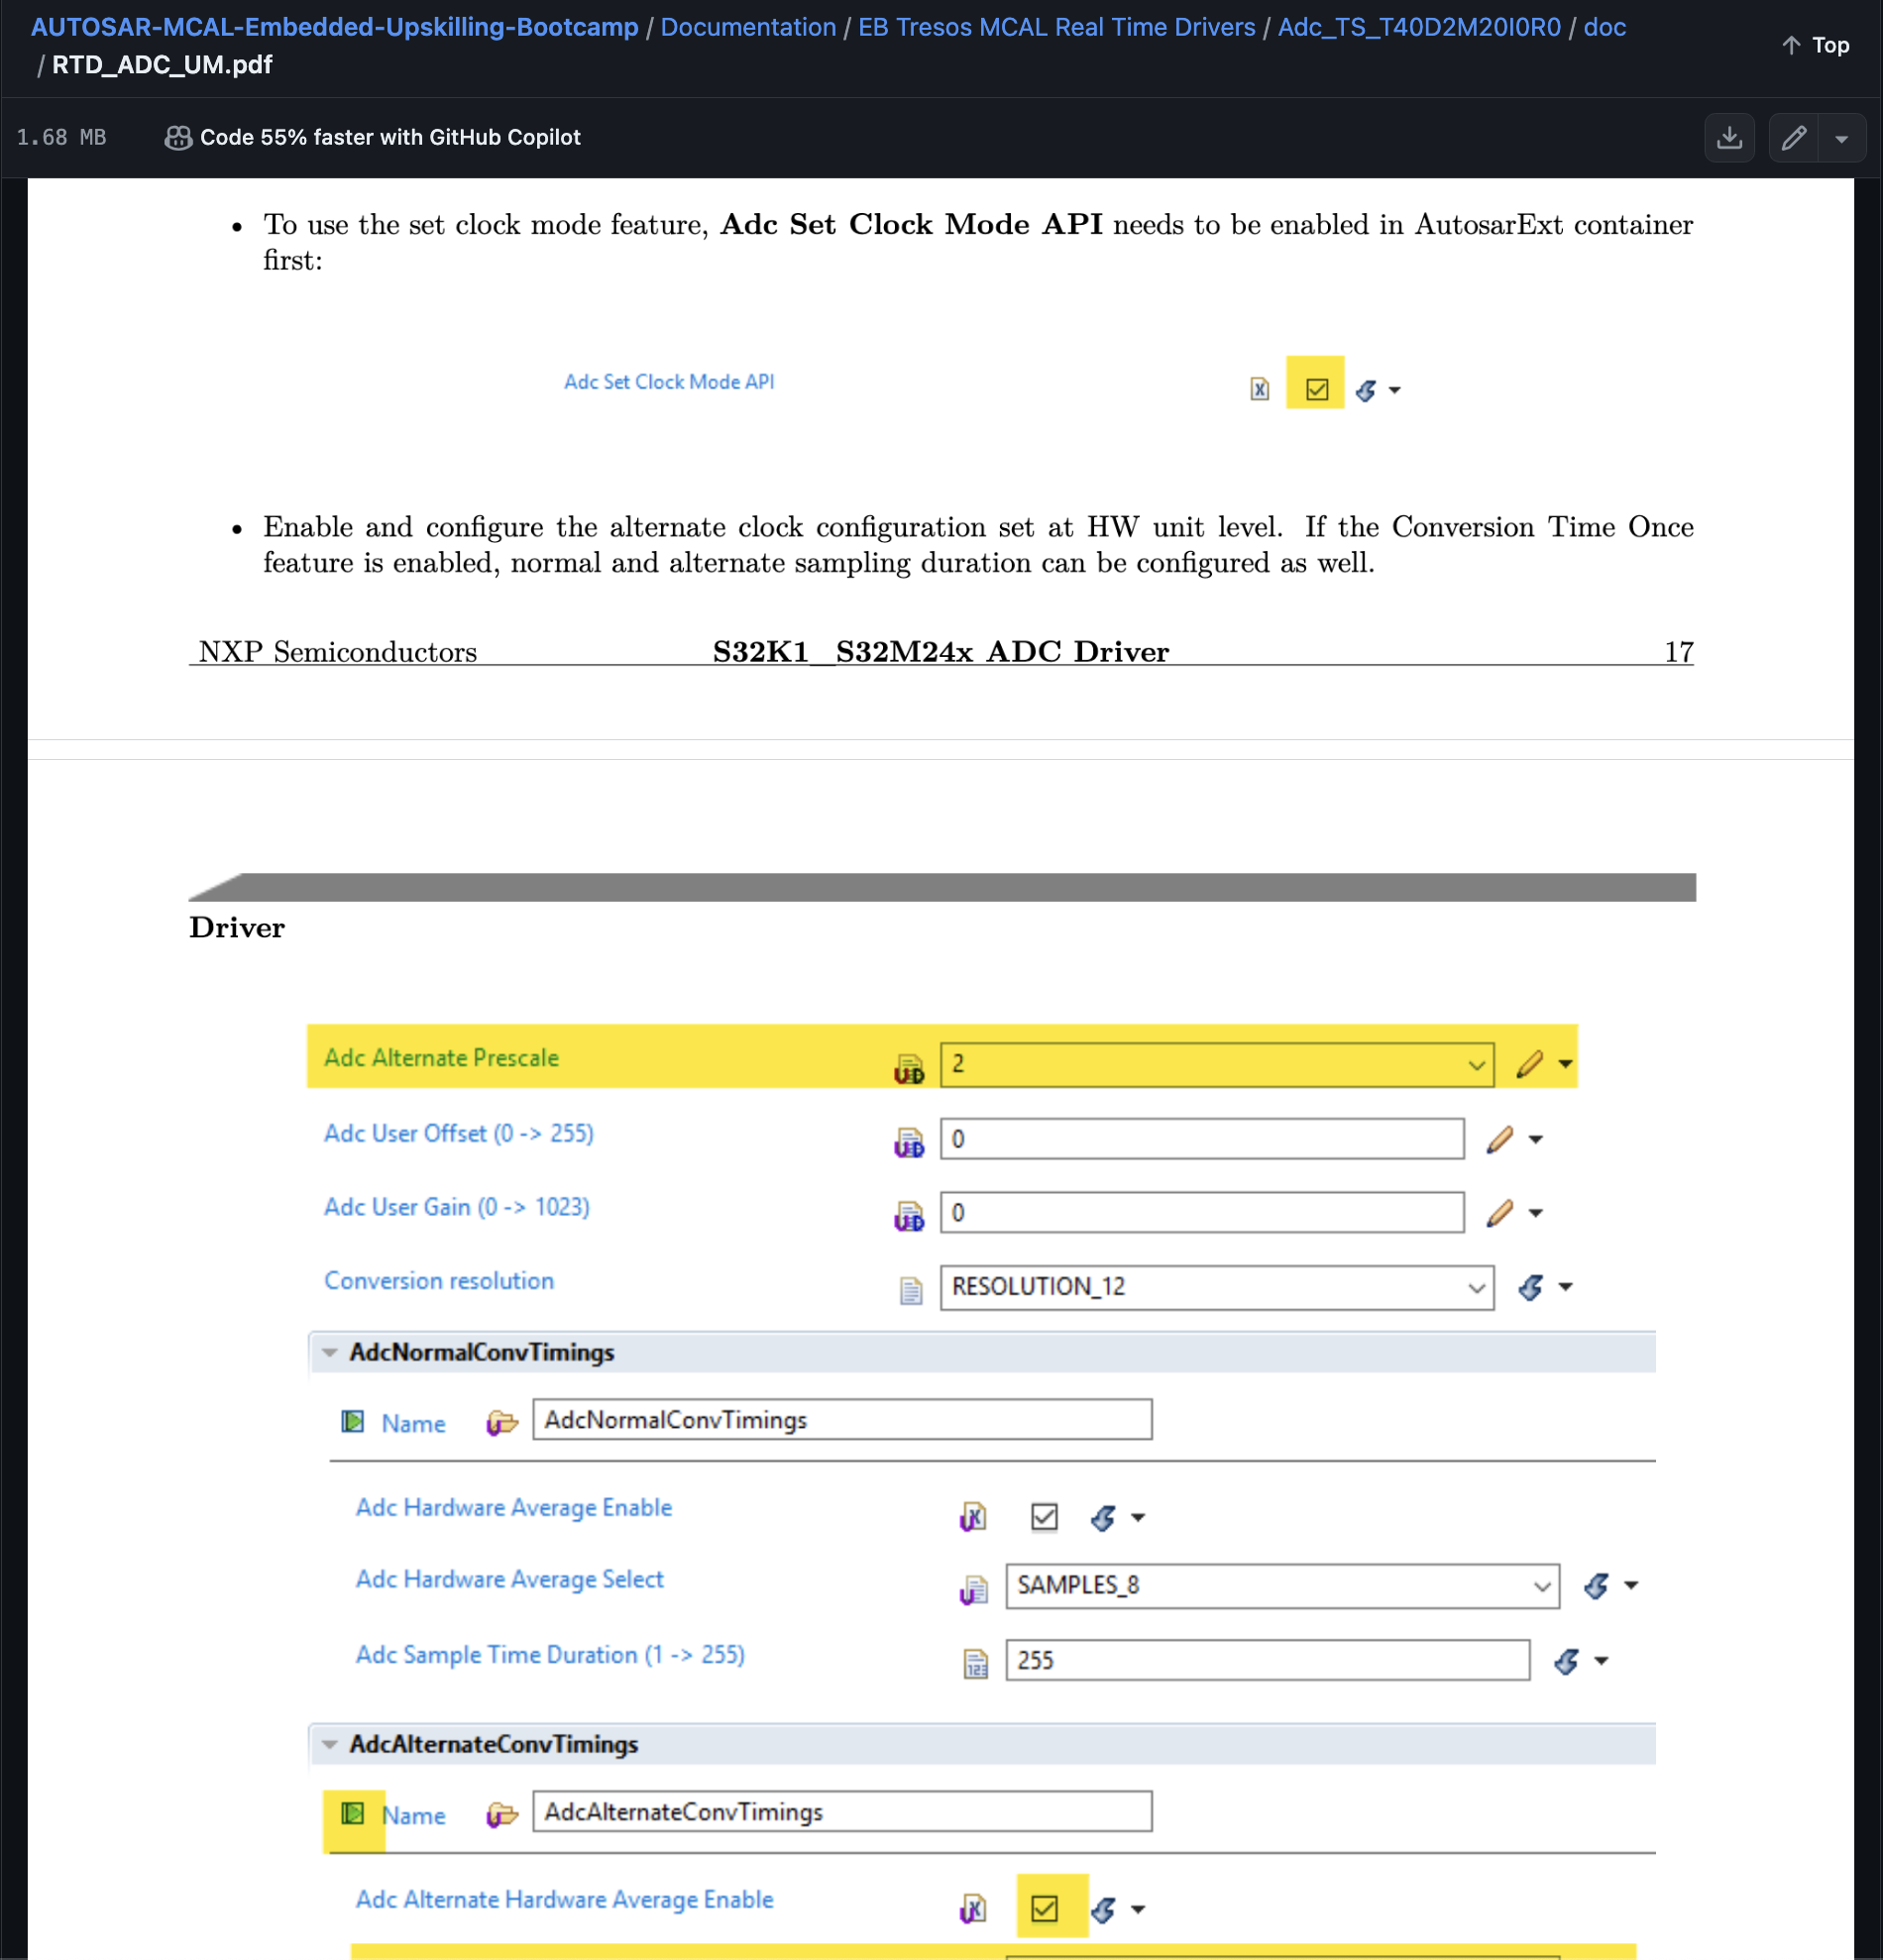 AUTOSAR-MCAL-Embedded-Upskilling-Bootcamp / Documentation / EB Tresos MCAL Real Time Drivers / Adc_TS_T40D2M20I0R0 / doc
/ RTD_ADC_UM.pdf
Top
1.68 MB
Code 55% faster with GitHub Copilot
• To use the set clock mode feature, Adc Set Clock Mode API needs to be enabled in AutosarExt container
first:
Adc Set Clock Mode API
• Enable and configure the alternate clock configuration set at HW unit level. If the Conversion Time Once
feature is enabled, normal and alternate sampling duration can be configured as well.
NXP Semiconductors S32K1_S32M24x ADC Driver 17
Driver
Adc Alternate Prescale 2
Adc User Offset (0 -> 255) 0
Adc User Gain (0 -> 1023) 0
Conversion resolution RESOLUTION_12
AdcNormalConvTimings
Name AdcNormalConvTimings
Adc Hardware Average Enable
Adc Hardware Average Select SAMPLES_8
Adc Sample Time Duration (1 -> 255) 255
AdcAlternateConvTimings
Name AdcAlternateConvTimings
Adc Alternate Hardware Average Enable